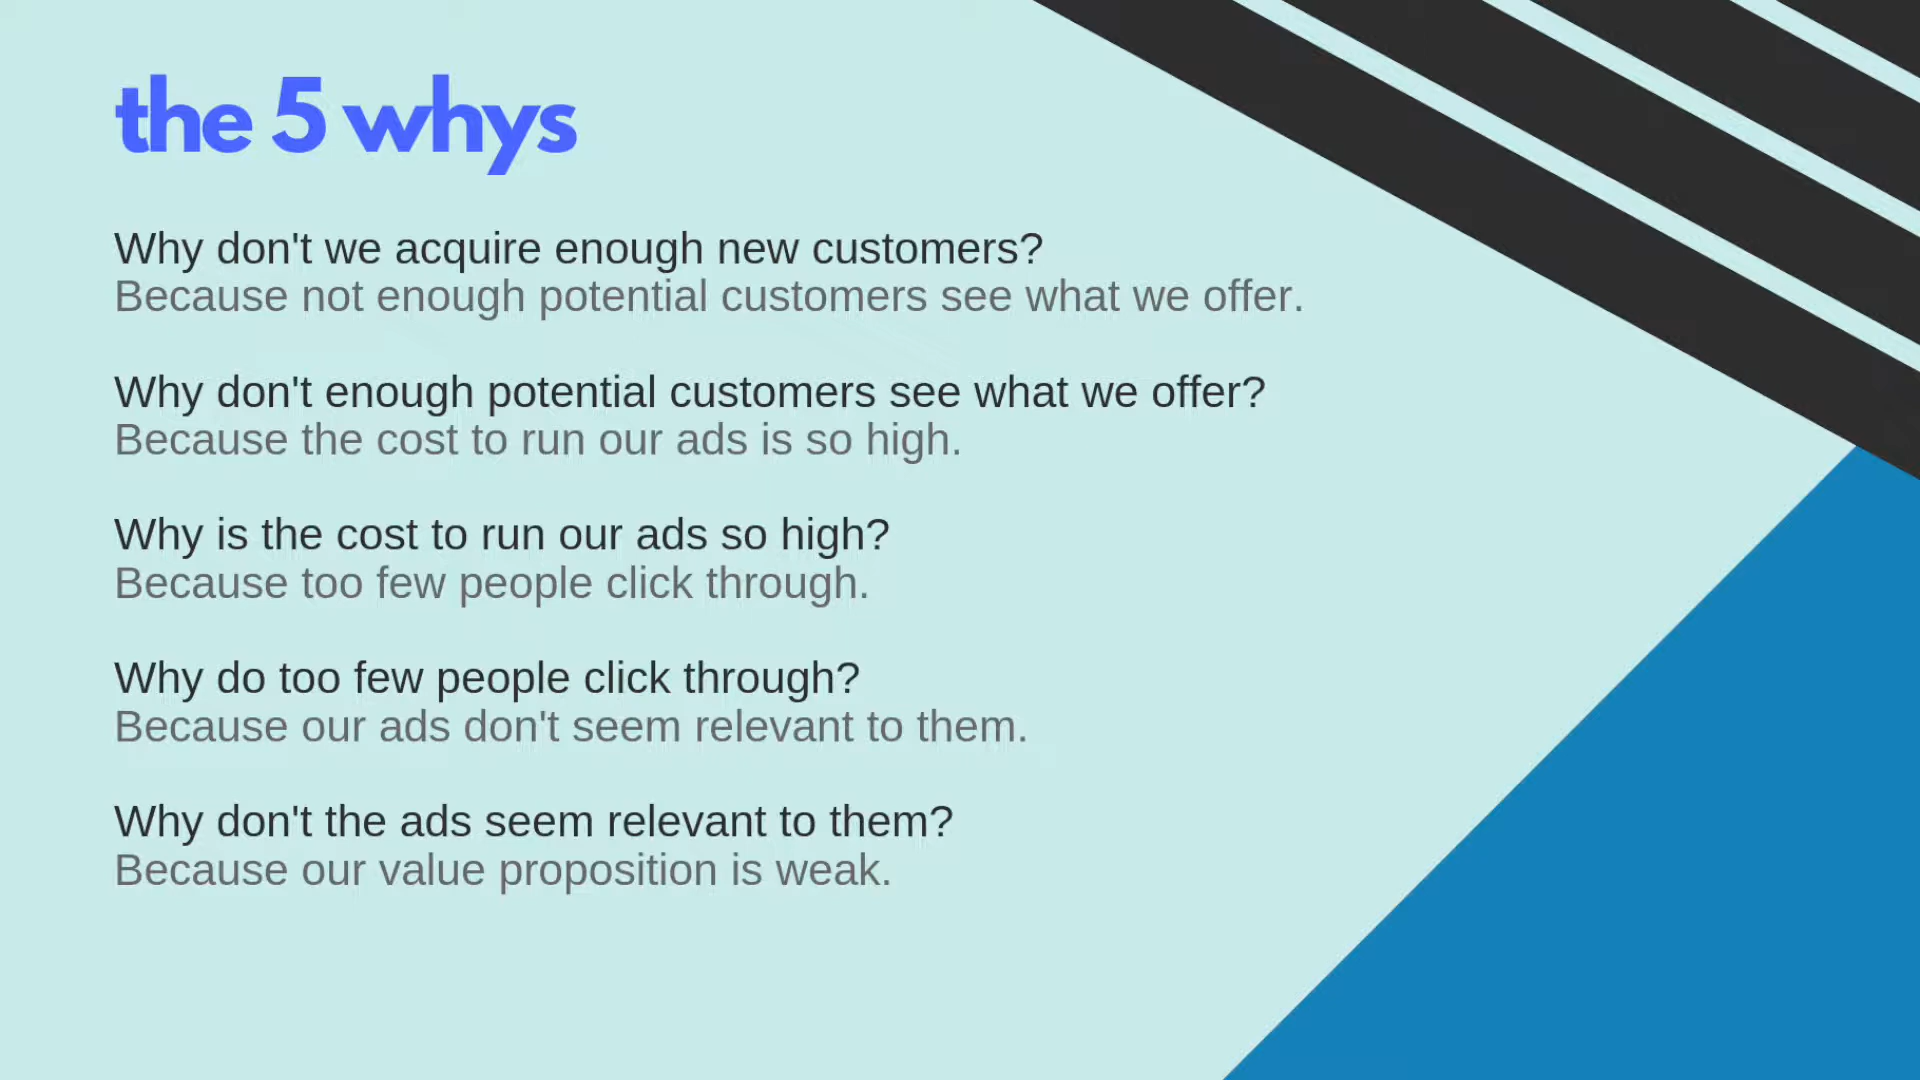 the 5 whys
Why don't we acquire enough new customers?
Because not enough potential customers see what we offer.
Why don't enough potential customers see what we offer?
Because the cost to run our ads is so high.
Why is the cost to run our ads so high?
Because too few people click through.
Why do too few people click through?
Because our ads don't seem relevant to them.
Why don't the ads seem relevant to them?
Because our value proposition is weak.